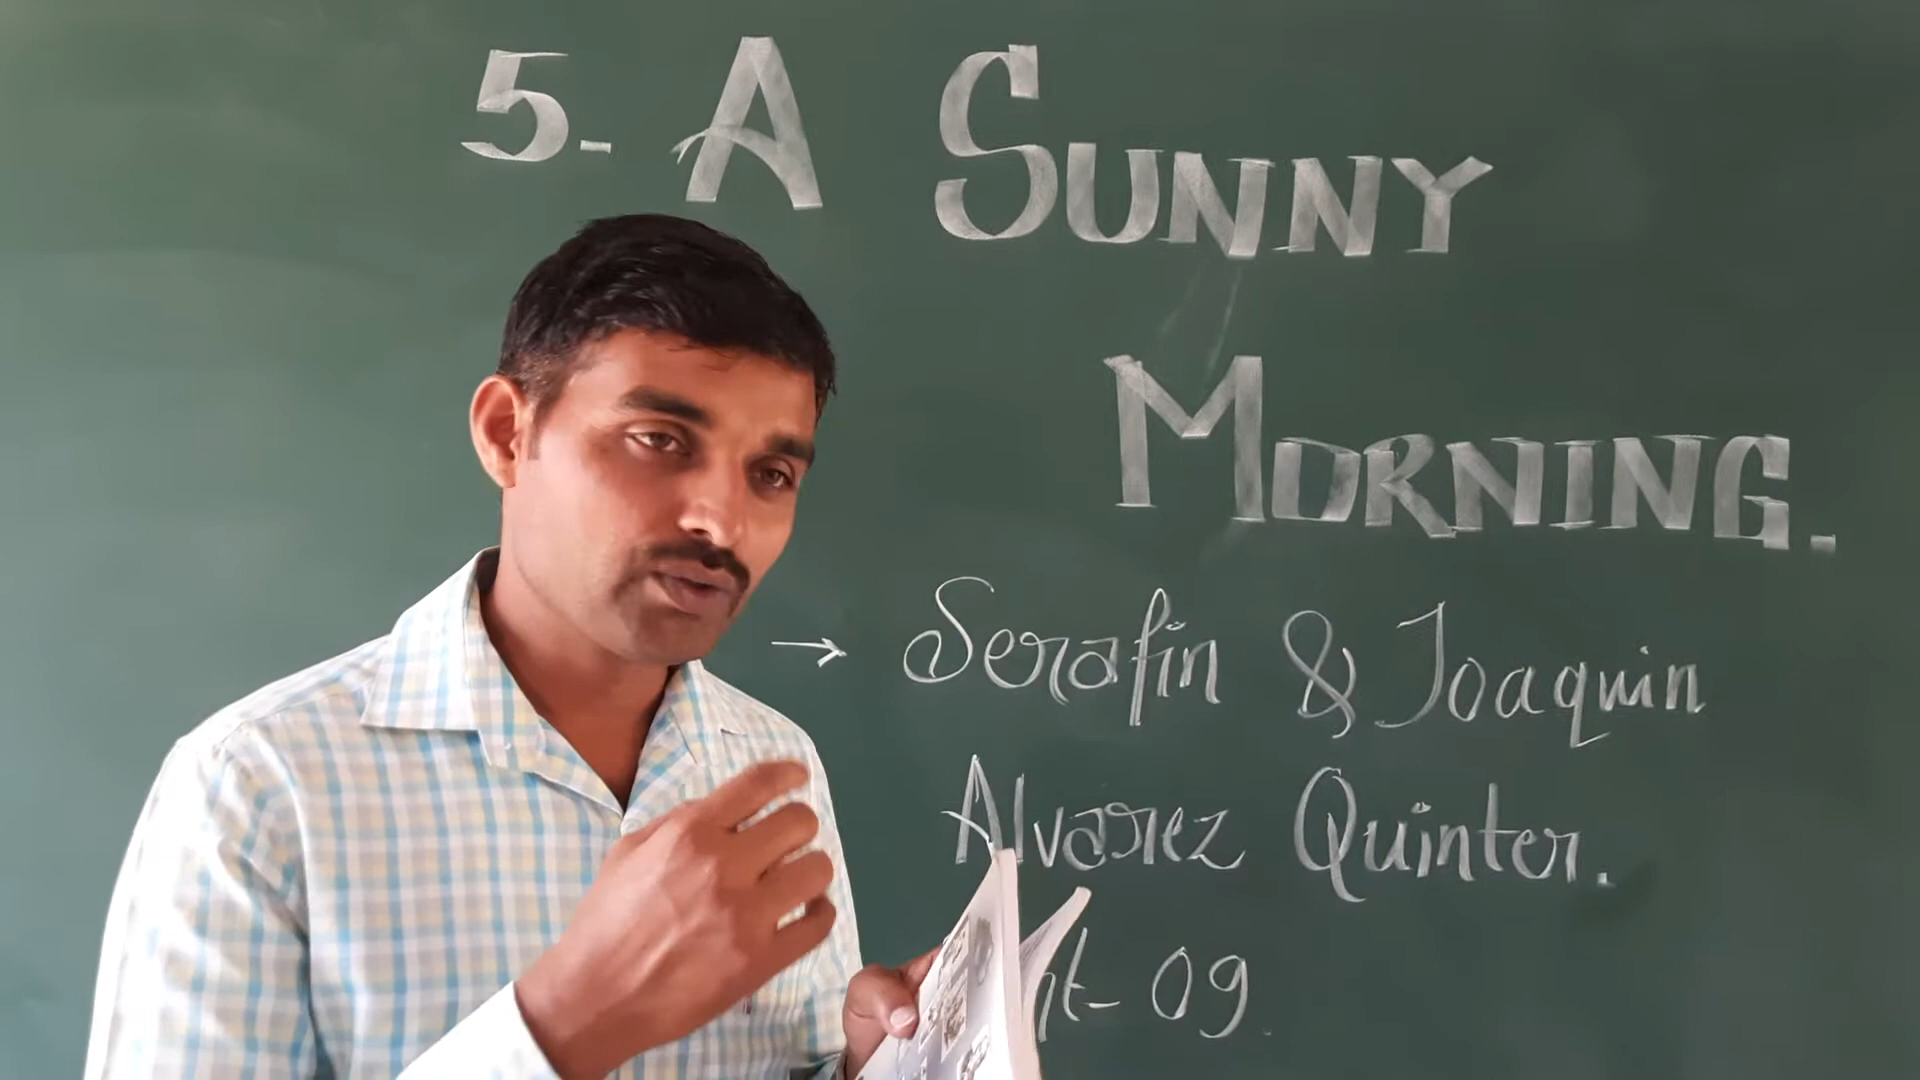 5- A SUNNY
MORNING.
→ Serafin & Joaquin
Alvarez Quinter.
09